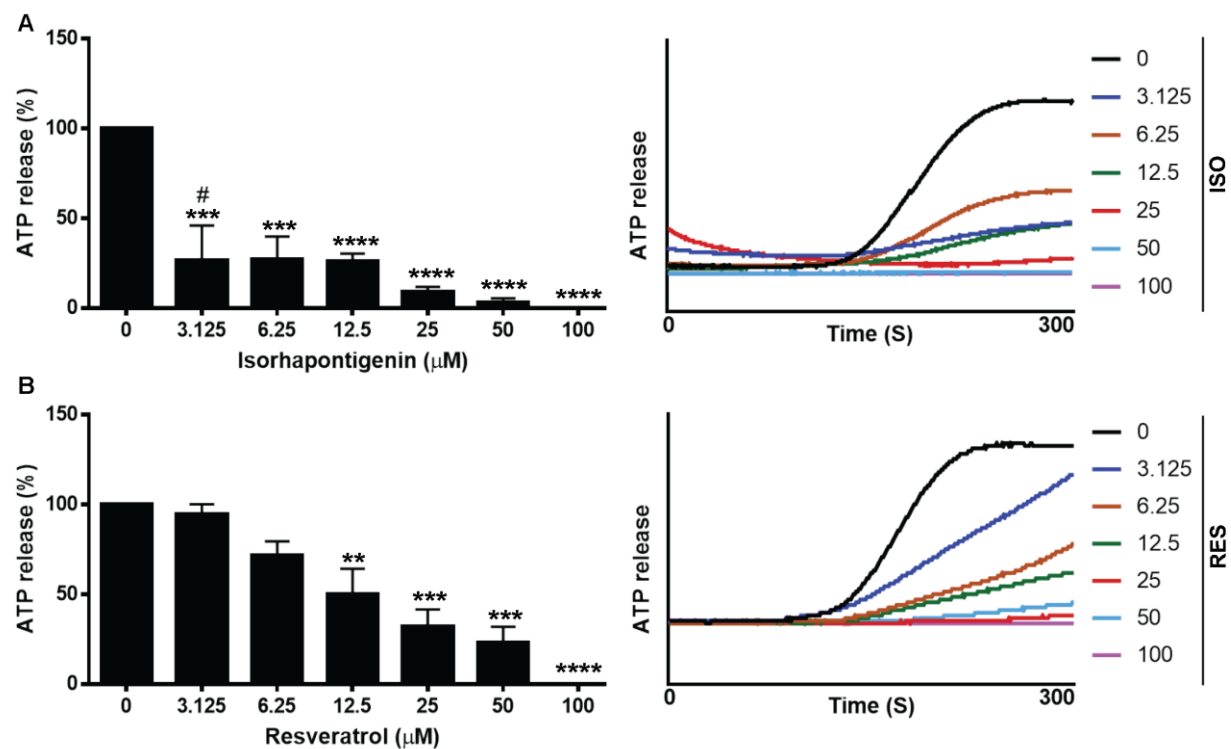 A
150
100
50
0
ATP release (%)
#
***
***
****
****
****
****
0 3.125 6.25 12.5 25 50 100
Isorhapontigenin (μM)
ATP release
0 300
Time (S)
0
3.125
6.25
12.5
25
50
100
ISO
B
150
100
50
0
ATP release (%)
**
***
***
****
0 3.125 6.25 12.5 25 50 100
Resveratrol (μM)
ATP release
0 300
Time (S)
0
3.125
6.25
12.5
25
50
100
RES